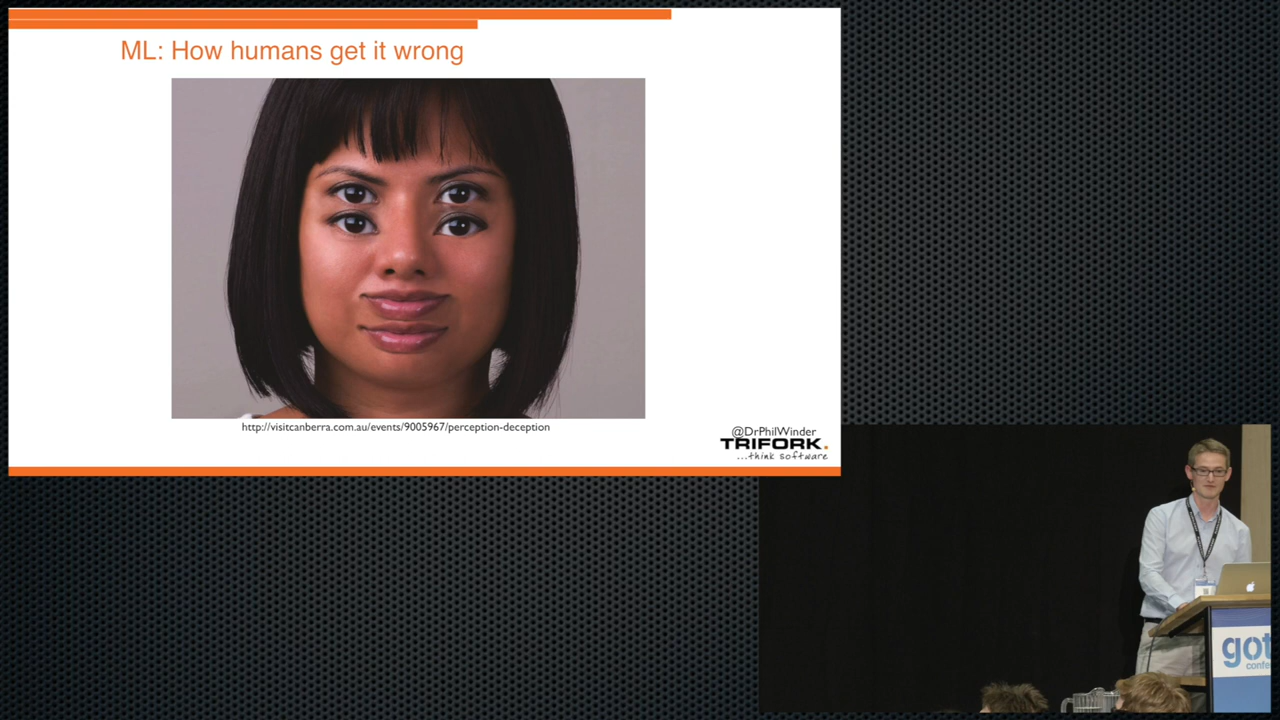 ML: How humans get it wrong
http://visitcanberra.com.au/events/9005967/perception-deception
@DrPhilWinder
TRIFORK.
...think software
got
confe